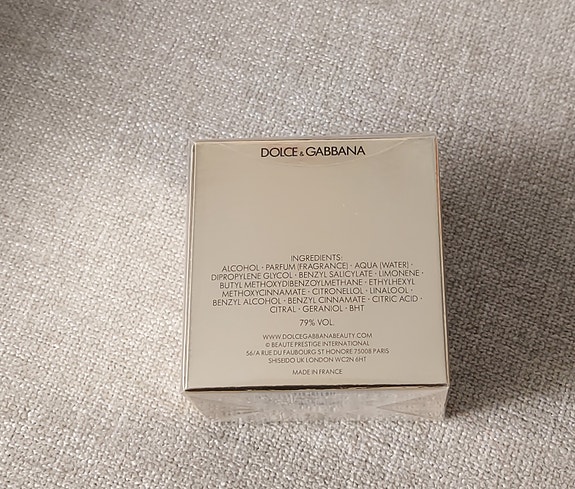 DOLCE & GABBANA
INGREDIENTS:
ALCOHOL · PARFUM (FRAGRANCE) · AQUA (WATER) ·
DIPROPYLENE GLYCOL · BENZYL SALICYLATE · LIMONENE ·
BUTYL METHOXYDIBENZOYLMETHANE · ETHYLHEXYL
METHOXYCINNAMATE · CITRONELLOL · LINALOOL ·
BENZYL ALCOHOL · BENZYL CINNAMATE · CITRIC ACID ·
CITRAL · GERANIOL · BHT
79% VOL.
WWW.DOLCEGABBANABEAUTY.COM
© BEAUTE PRESTIGE INTERNATIONAL
56/A RUE DU FAUBOURG ST HONORE 75008 PARIS
SHISEIDO UK LONDON WC2N 6HT
MADE IN FRANCE